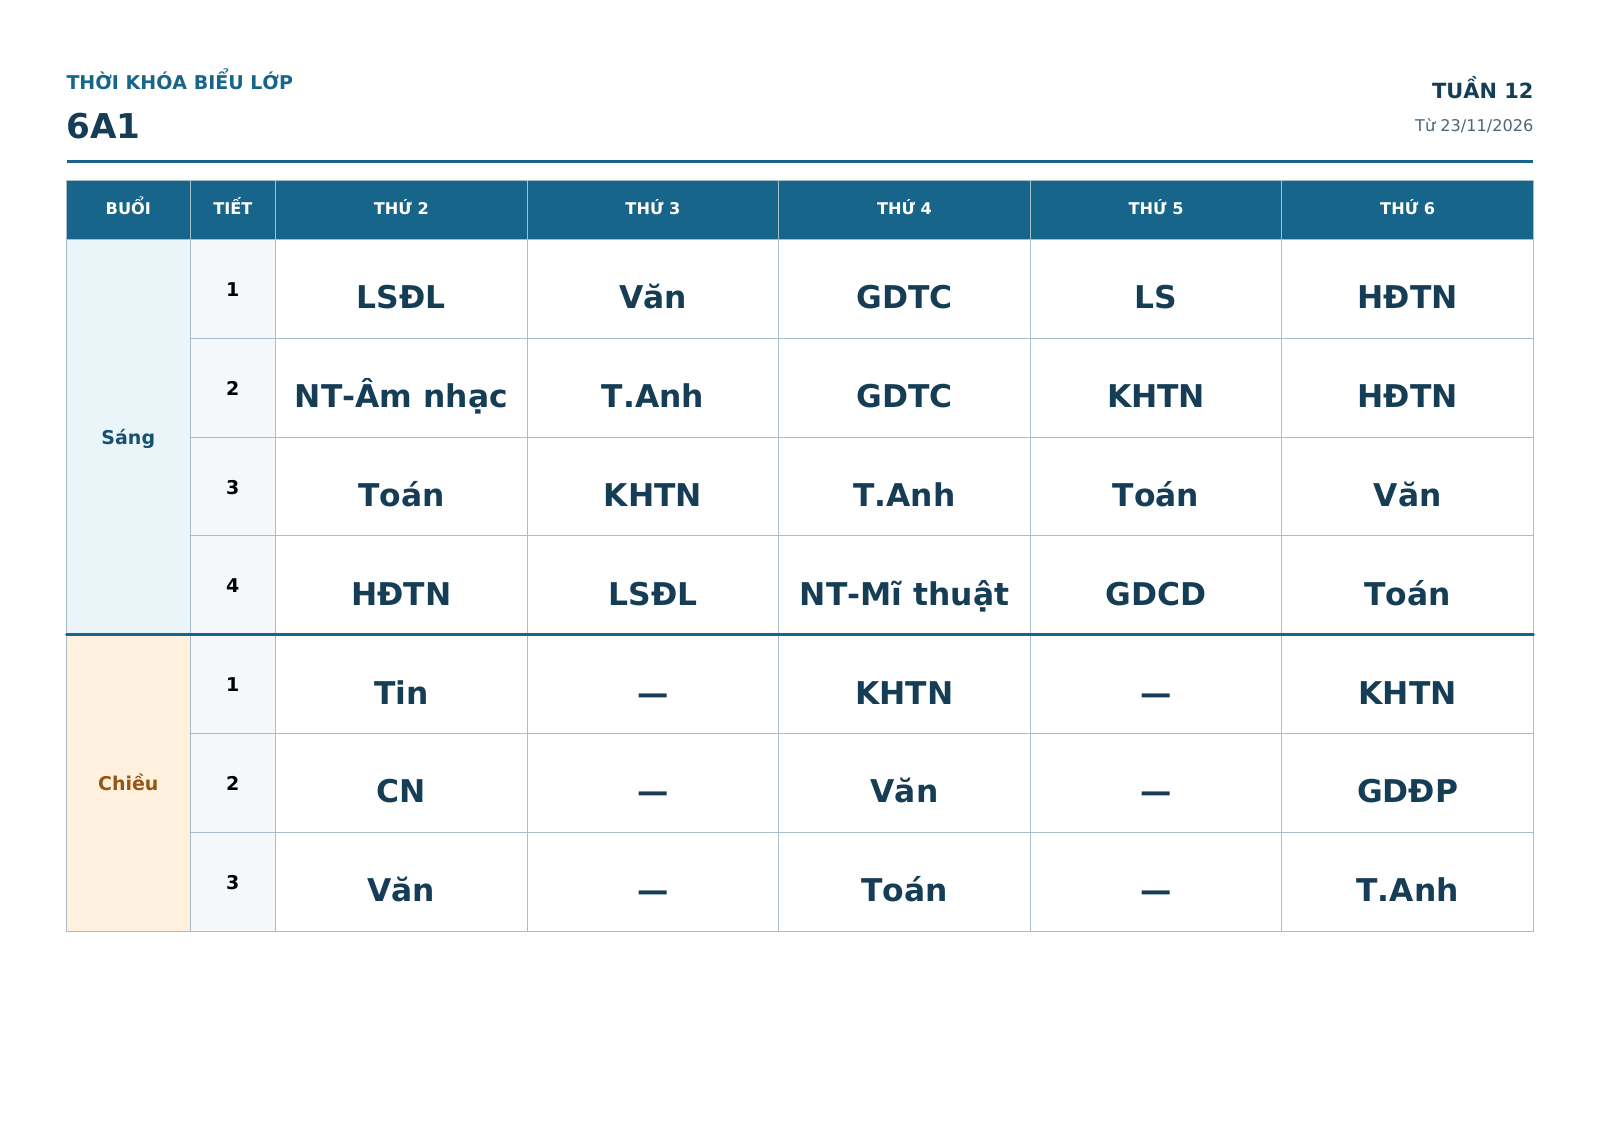 THỜI KHÓA BIỂU LỚP
6A1
TUẦN 12
Từ 23/11/2026
BUỔI TIẾT THỨ 2 THỨ 3 THỨ 4 THỨ 5 THỨ 6
Sáng
1 LSĐL Văn GDTC LS HĐTN
2 NT-Âm nhạc T.Anh GDTC KHTN HĐTN
3 Toán KHTN T.Anh Toán Văn
4 HĐTN LSĐL NT-Mĩ thuật GDCD Toán
Chiều
1 Tin — KHTN — KHTN
2 CN — Văn — GDĐP
3 Văn — Toán — T.Anh